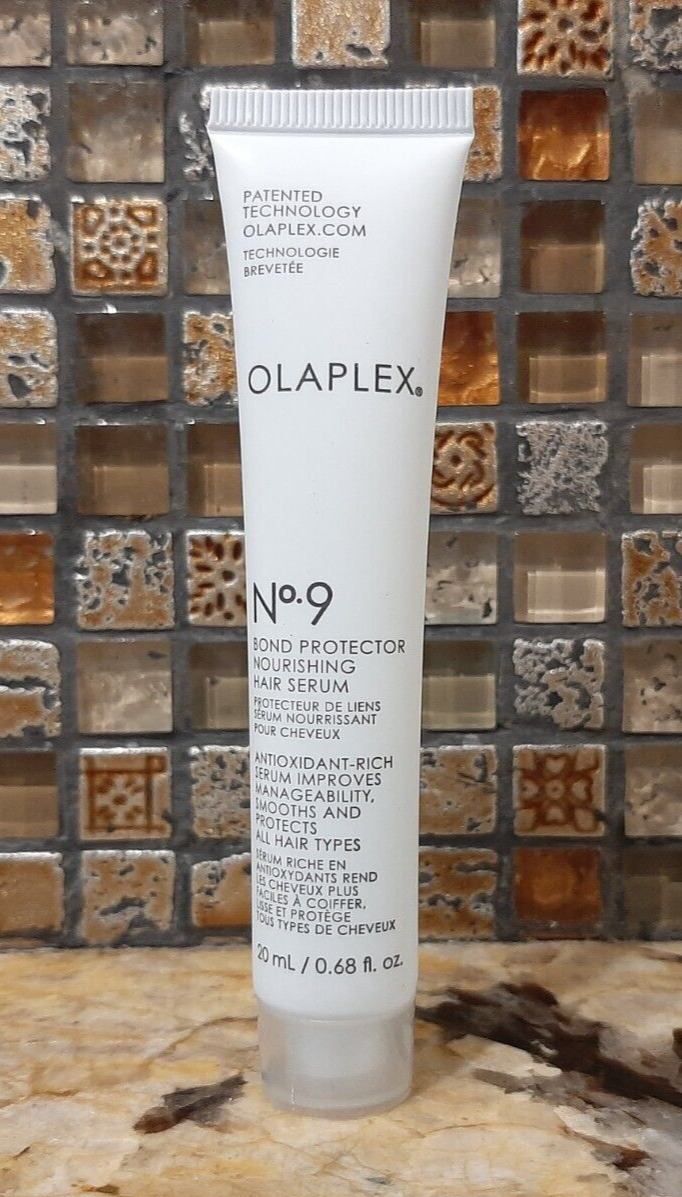 PATENTED
TECHNOLOGY
OLAPLEX.COM
TECHNOLOGIE
BREVETÉE
OLAPLEX®
Nº.9
BOND PROTECTOR
NOURISHING
HAIR SERUM
PROTECTEUR DE LIENS
SÉRUM NOURRISSANT
POUR CHEVEUX
ANTIOXIDANT-RICH
SERUM IMPROVES
MANAGEABILITY,
SMOOTHS AND
PROTECTS
ALL HAIR TYPES
SÉRUM RICHE EN
ANTIOXYDANTS REND
LES CHEVEUX PLUS
FACILES À COIFFER,
LISSE ET PROTÈGE
TOUS TYPES DE CHEVEUX
20 mL / 0.68 fl. oz.